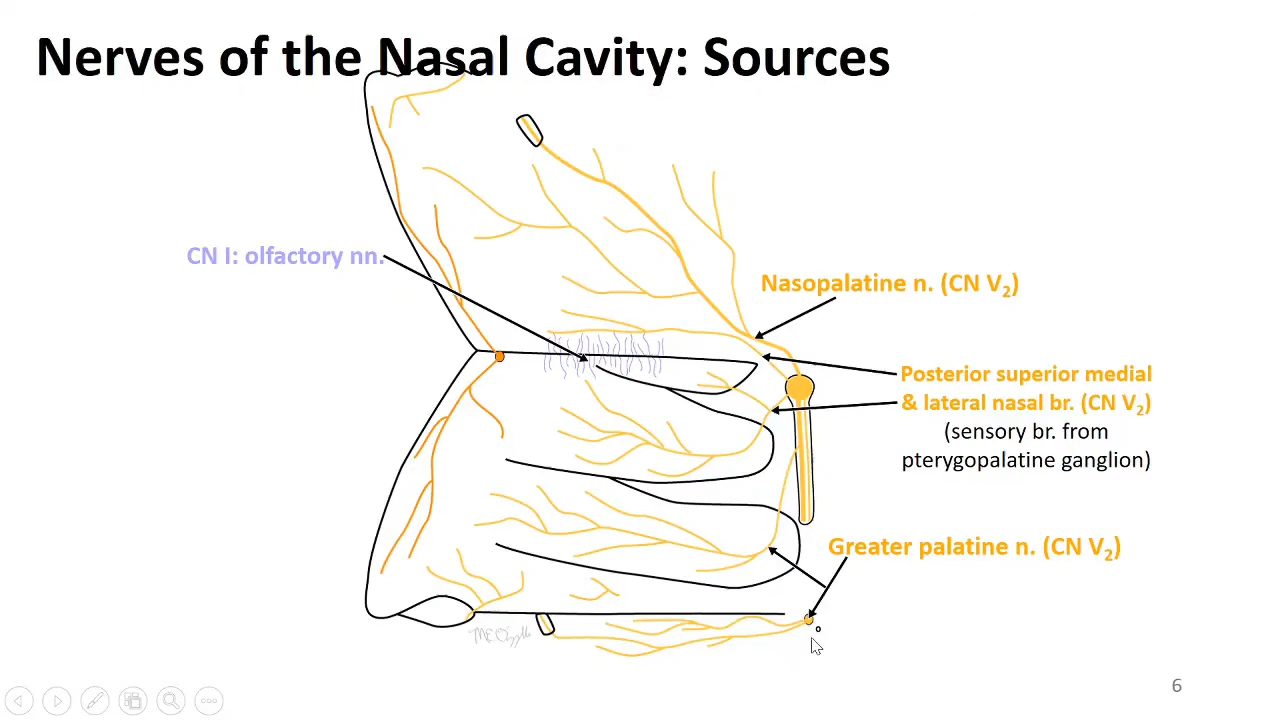 Nerves of the Nasal Cavity: Sources
CN I: olfactory nn.
Nasopalatine n. (CN V2)
Posterior superior medial
& lateral nasal br. (CN V2)
(sensory br. from
pterygopalatine ganglion)
Greater palatine n. (CN V2)
6